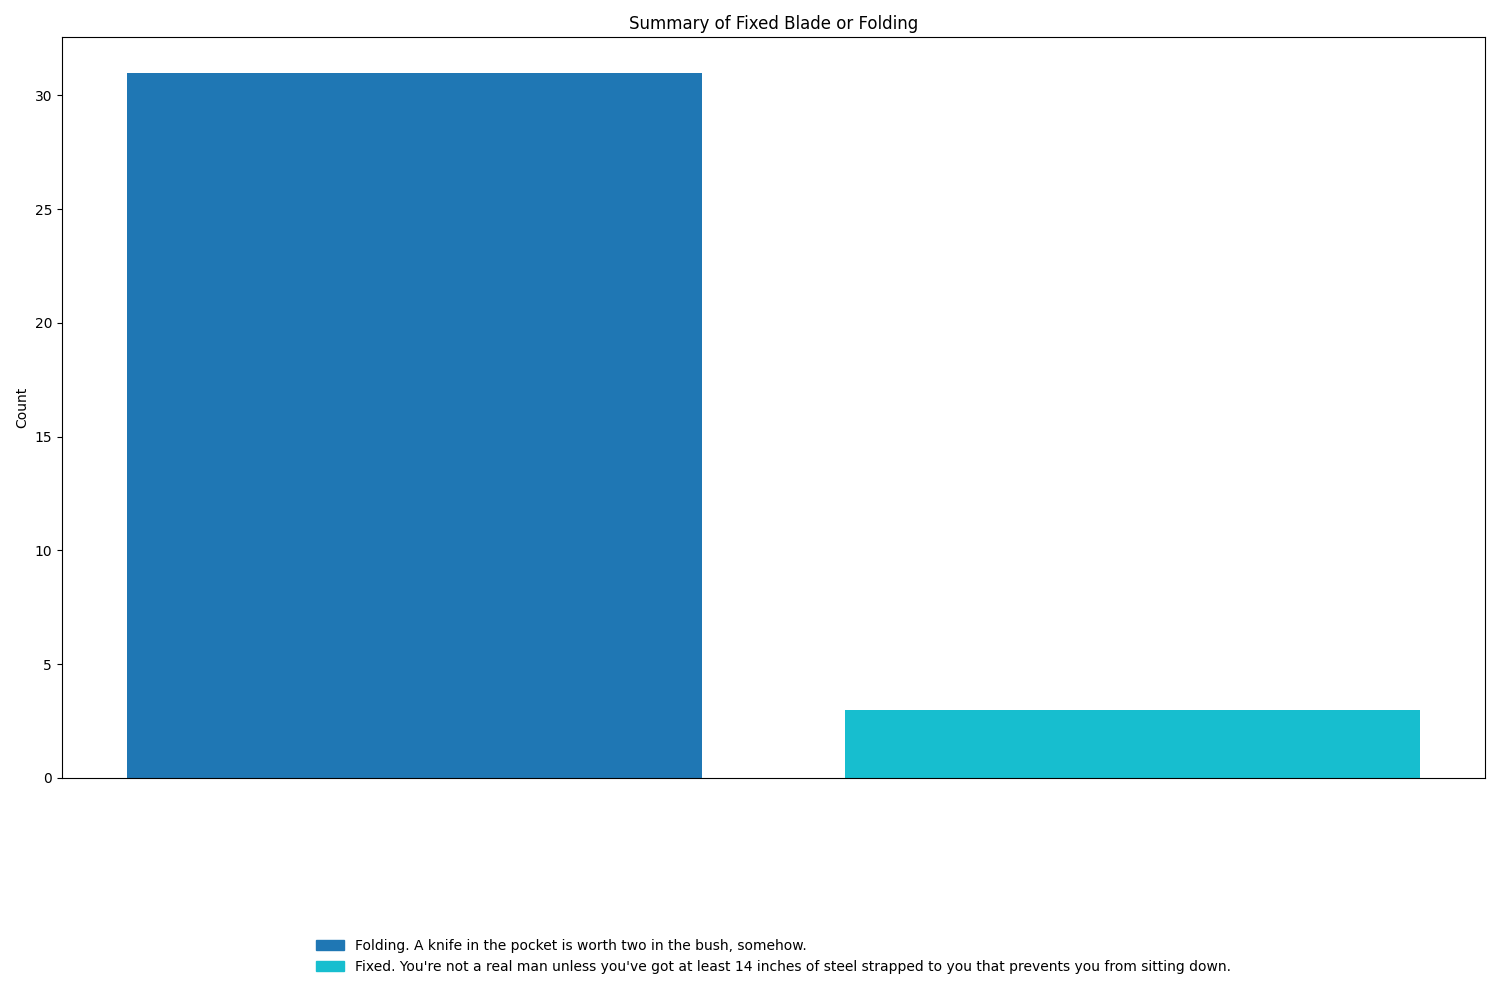 Summary of Fixed Blade or Folding
30
25
20
15
10
5
0
Count
Folding. A knife in the pocket is worth two in the bush, somehow.
Fixed. You're not a real man unless you've got at least 14 inches of steel strapped to you that prevents you from sitting down.